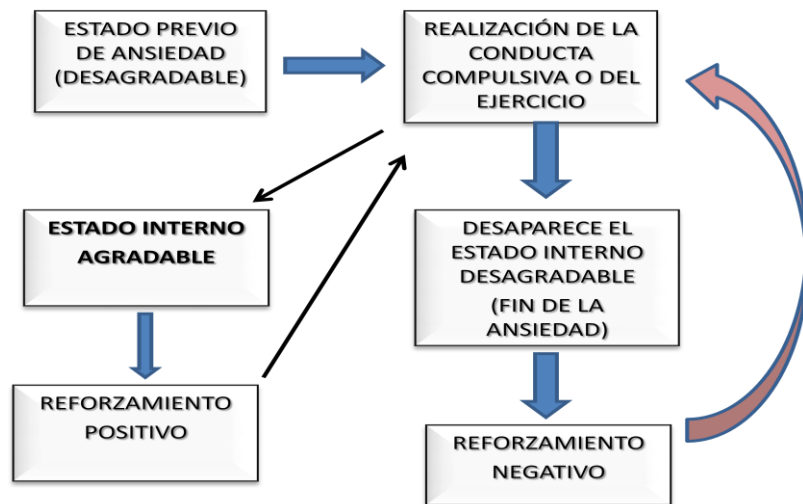 ESTADO PREVIO
DE ANSIEDAD
(DESAGRADABLE)
REALIZACIÓN DE LA
CONDUCTA
COMPULSIVA O DEL
EJERCICIO
ESTADO INTERNO
AGRADABLE
DESAPARECE EL
ESTADO INTERNO
DESAGRADABLE
(FIN DE LA
ANSIEDAD)
REFORZAMIENTO
POSITIVO
REFORZAMIENTO
NEGATIVO